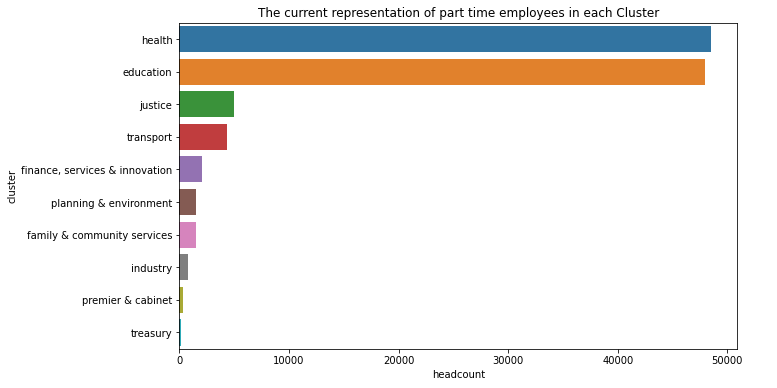 The current representation of part time employees in each Cluster
cluster
health
education
justice
transport
finance, services & innovation
planning & environment
family & community services
industry
premier & cabinet
treasury
0 10000 20000 30000 40000 50000
headcount